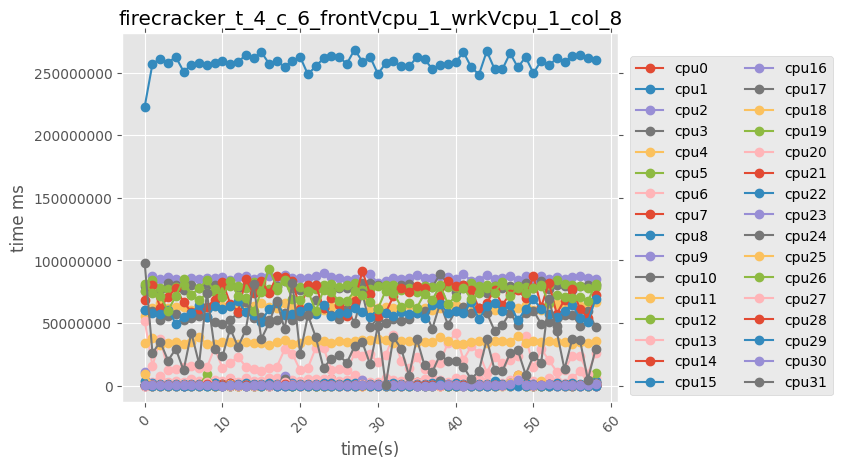 firecracker_t_4_c_6_frontVcpu_1_wrkVcpu_1_col_8
time ms
250000000
200000000
150000000
100000000
50000000
0
0
10
20
30
40
50
60
time(s)
cpu0
cpu1
cpu2
cpu3
cpu4
cpu5
cpu6
cpu7
cpu8
cpu9
cpu10
cpu11
cpu12
cpu13
cpu14
cpu15
cpu16
cpu17
cpu18
cpu19
cpu20
cpu21
cpu22
cpu23
cpu24
cpu25
cpu26
cpu27
cpu28
cpu29
cpu30
cpu31